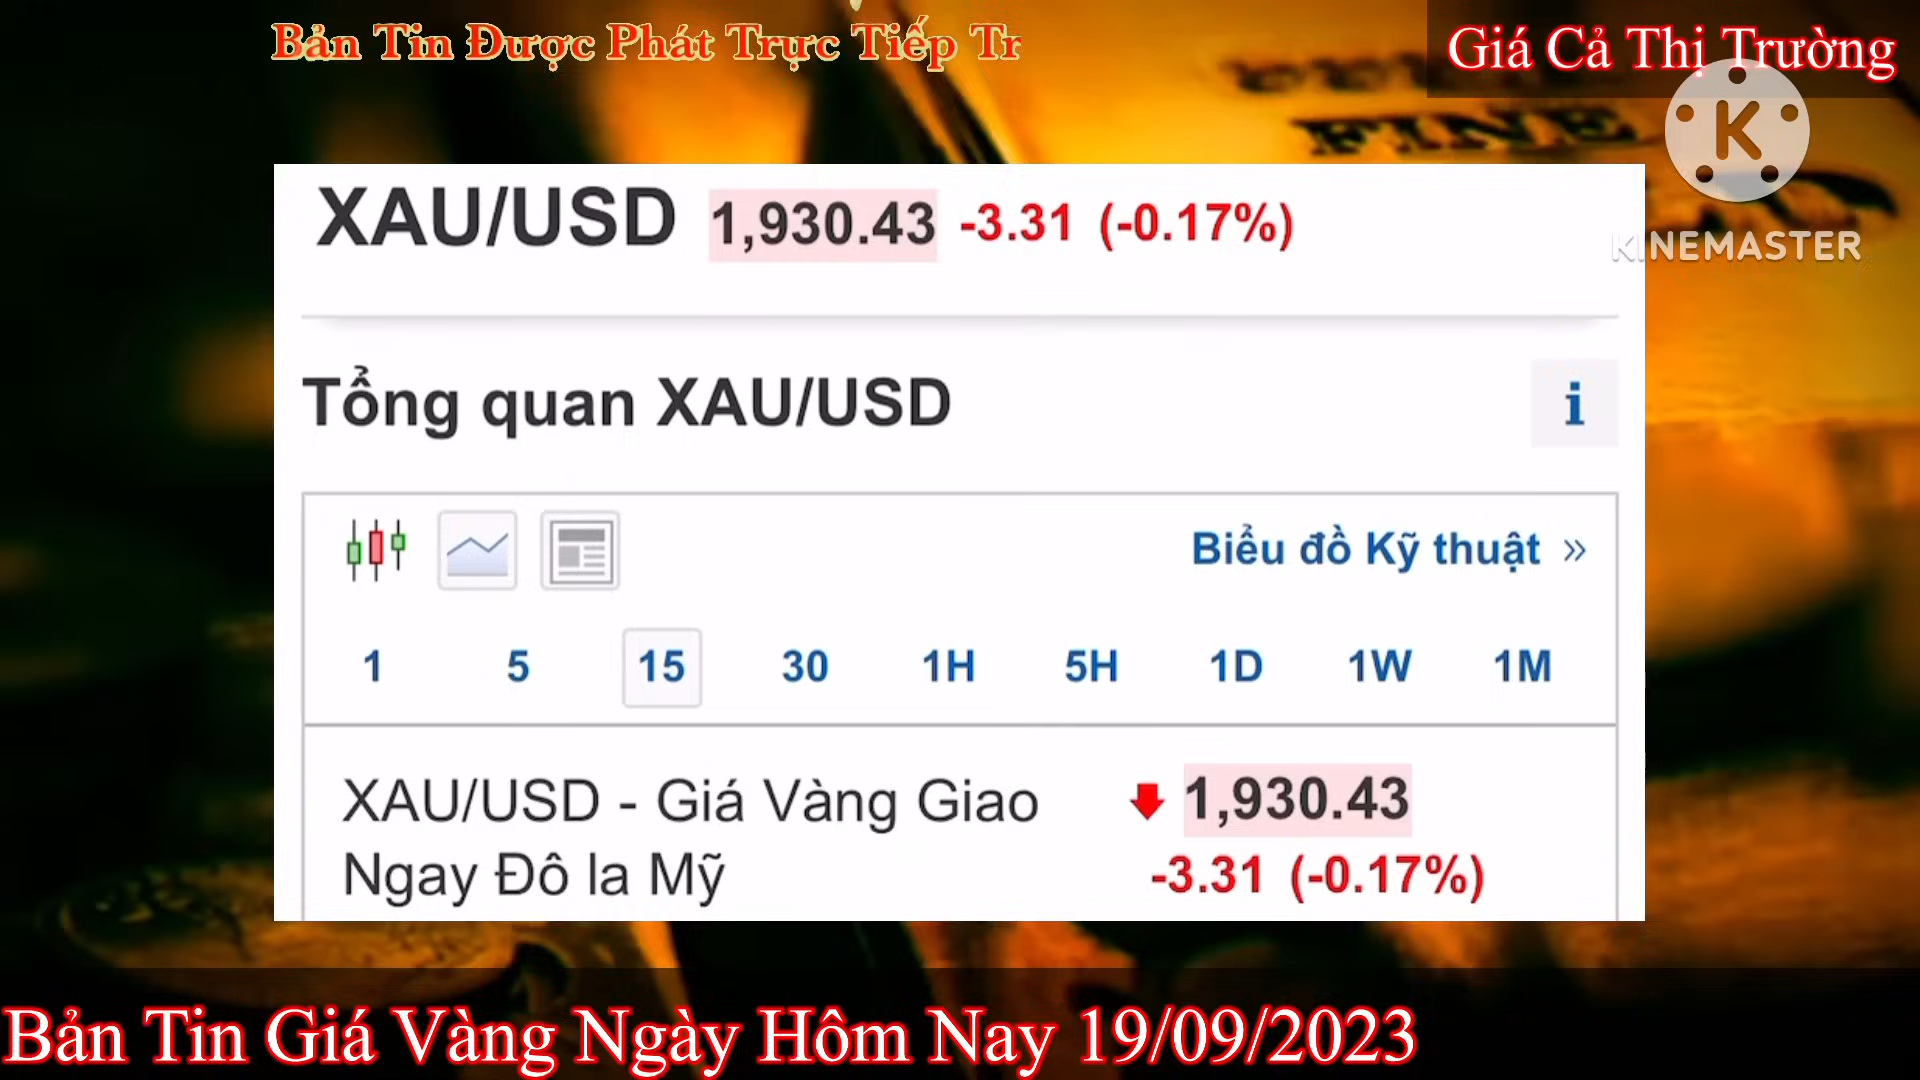 Bản Tin Được Phát Trực Tiếp Tr
Giá Cả Thị Trường
FINE
K
KINEMASTER
XAU/USD 1,930.43 -3.31 (-0.17%)
Tổng quan XAU/USD
i
Biểu đồ Kỹ thuật »
1 5 15 30 1H 5H 1D 1W 1M
XAU/USD - Giá Vàng Giao 1,930.43
Ngay Đô la Mỹ -3.31 (-0.17%)
Bản Tin Giá Vàng Ngày Hôm Nay 19/09/2023